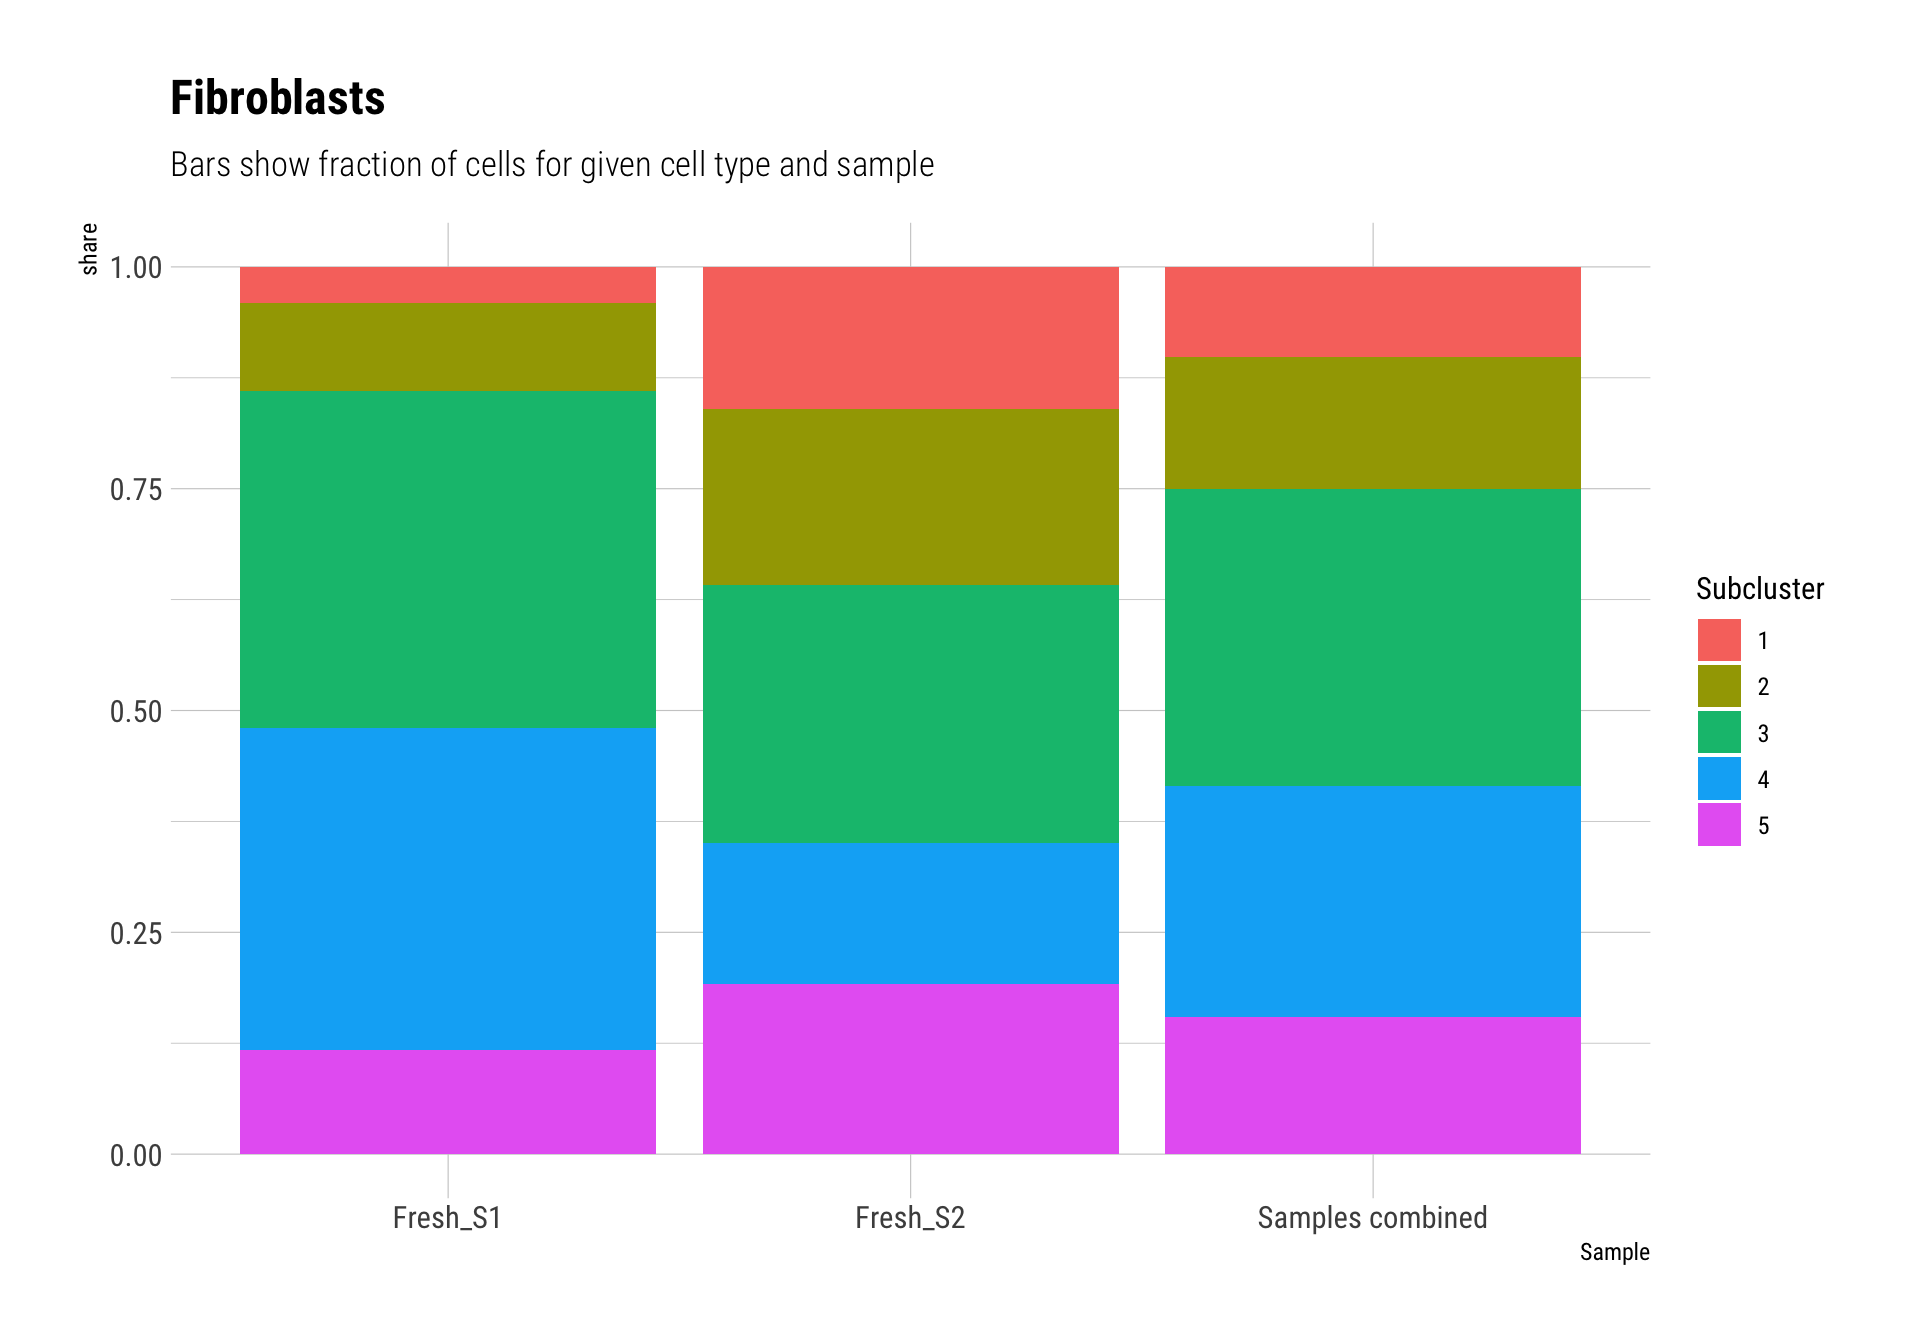 Fibroblasts
Bars show fraction of cells for given cell type and sample
share
1.00
0.75
0.50
0.25
0.00
Fresh_S1
Fresh_S2
Samples combined
Sample
Subcluster
1
2
3
4
5